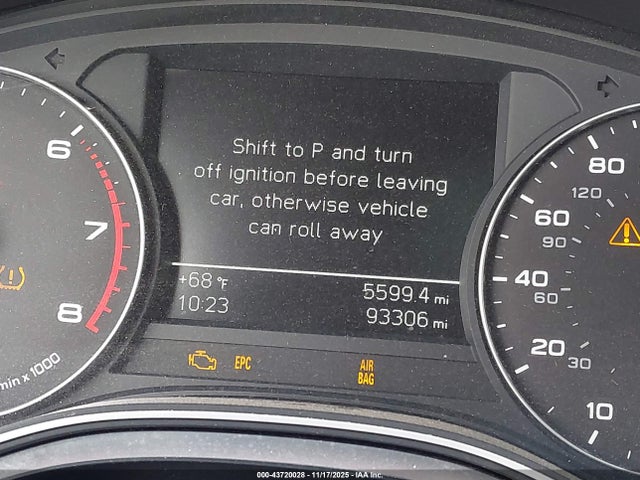 Shift to P and turn
off ignition before leaving
car, otherwise vehicle
can roll away
+68 °F
5599.4 mi
10:23
93306 mi
EPC
AIR
BAG
6
7
8
min x 1000
80
120
60
90
40
60
20
30
10
000-43720028 - 11/17/2025 - IAA Inc.